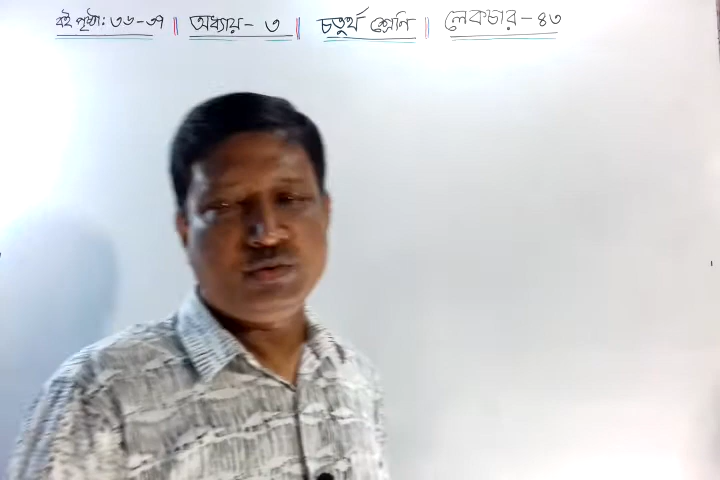 বই পৃষ্ঠা: ৩৬-৩৭ || অধ্যায়- ৩ || চতুর্থ শ্রেণি || লেকচার-৪৩